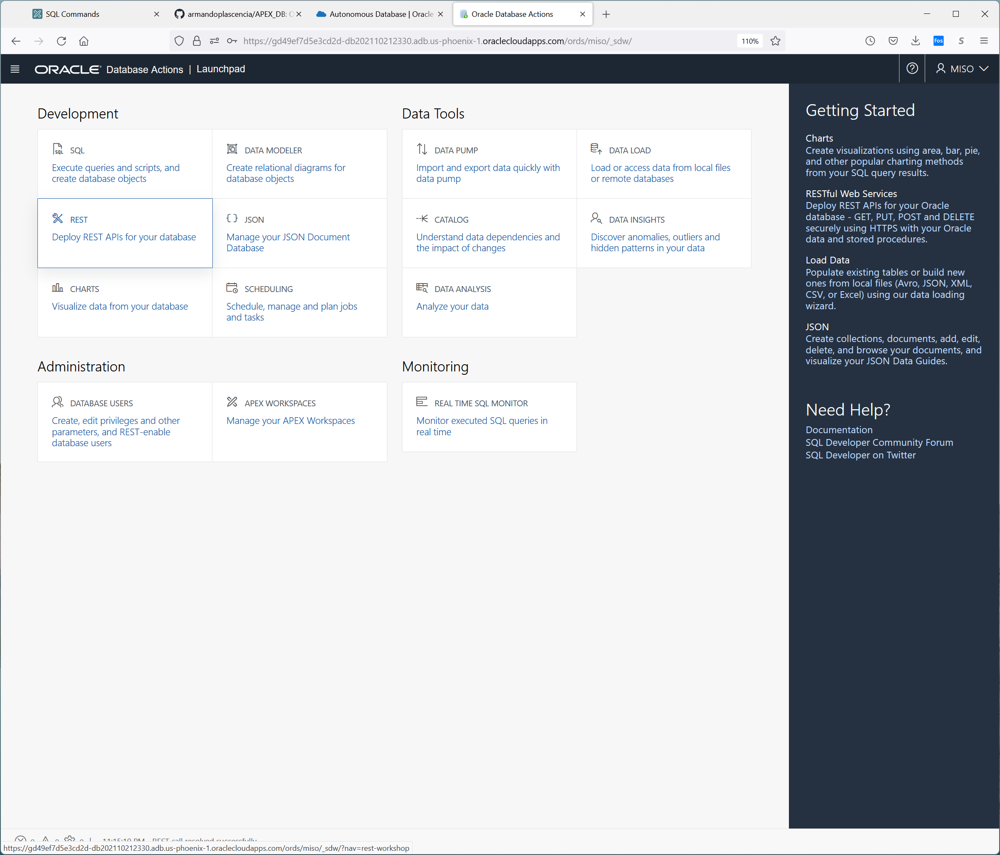 SQL Commands
armandoplascencia/APEX_DB: O
Autonomous Database | Oracle
Oracle Database Actions
https://gd49ef7d5e3cd2d-db202110212330.adb.us-phoenix-1.oraclecloudapps.com/ords/miso/_sdw/
110%
fos
S
ORACLE Database Actions | Launchpad
MISO
Development
SQL
Execute queries and scripts, and
create database objects
DATA MODELER
Create relational diagrams for
database objects
REST
Deploy REST APIs for your database
JSON
Manage your JSON Document
Database
CHARTS
Visualize data from your database
SCHEDULING
Schedule, manage and plan jobs
and tasks
Data Tools
DATA PUMP
Import and export data quickly with
data pump
DATA LOAD
Load or access data from local files
or remote databases
CATALOG
Understand data dependencies and
the impact of changes
DATA INSIGHTS
Discover anomalies, outliers and
hidden patterns in your data
DATA ANALYSIS
Analyze your data
Administration
DATABASE USERS
Create, edit privileges and other
parameters, and REST-enable
database users
APEX WORKSPACES
Manage your APEX Workspaces
Monitoring
REAL TIME SQL MONITOR
Monitor executed SQL queries in
real time
Getting Started
Charts
Create visualizations using area, bar, pie,
and other popular charting methods
from your SQL query results.
RESTful Web Services
Deploy REST APIs for your Oracle
database - GET, PUT, POST and DELETE
securely using HTTPS with your Oracle
data and stored procedures.
Load Data
Populate existing tables or build new
ones from local files (Avro, JSON, XML,
CSV, or Excel) using our data loading
wizard.
JSON
Create collections, documents, add, edit,
delete, and browse your documents, and
visualize your JSON Data Guides.
Need Help?
Documentation
SQL Developer Community Forum
SQL Developer on Twitter
0 0 0 | 11:15:10 PM - REST call resolved successfully
https://gd49ef7d5e3cd2d-db202110212330.adb.us-phoenix-1.oraclecloudapps.com/ords/miso/_sdw/?nav=rest-workshop